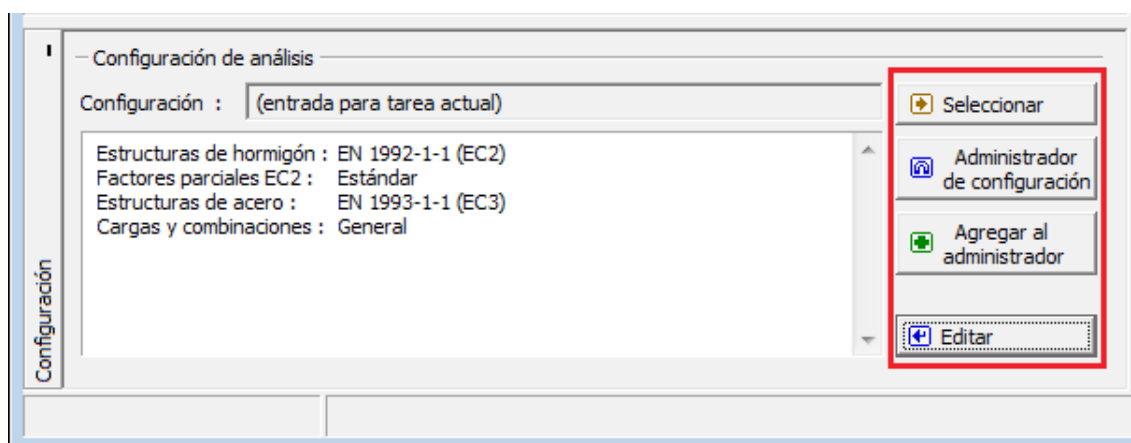 Configuración de análisis
Configuración : (entrada para tarea actual)
Estructuras de hormigón : EN 1992-1-1 (EC2)
Factores parciales EC2 : Estándar
Estructuras de acero : EN 1993-1-1 (EC3)
Cargas y combinaciones : General
Seleccionar
Administrador
de configuración
Agregar al
administrador
Editar
Configuración